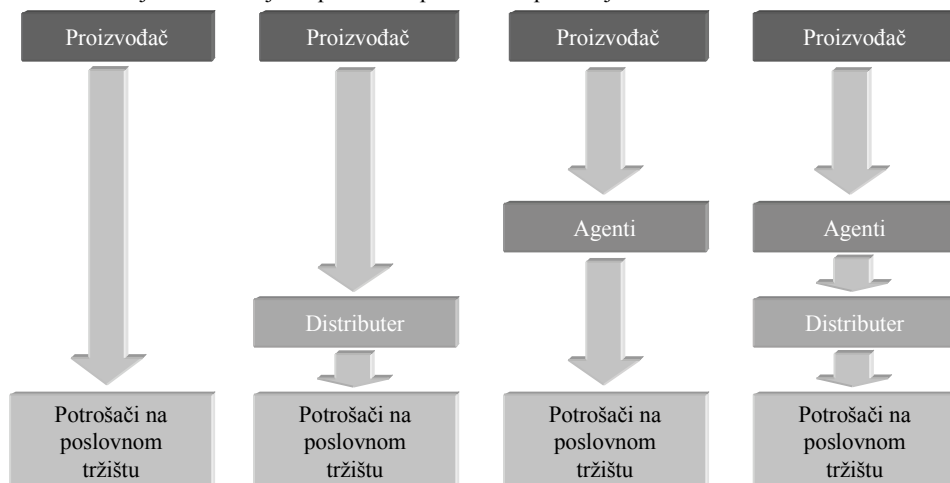 Proizvođač
Proizvođač
Proizvođač
Proizvođač
Agenti
Agenti
Distributer
Distributer
Potrošači na
poslovnom
tržištu
Potrošači na
poslovnom
tržištu
Potrošači na
poslovnom
tržištu
Potrošači na
poslovnom
tržištu